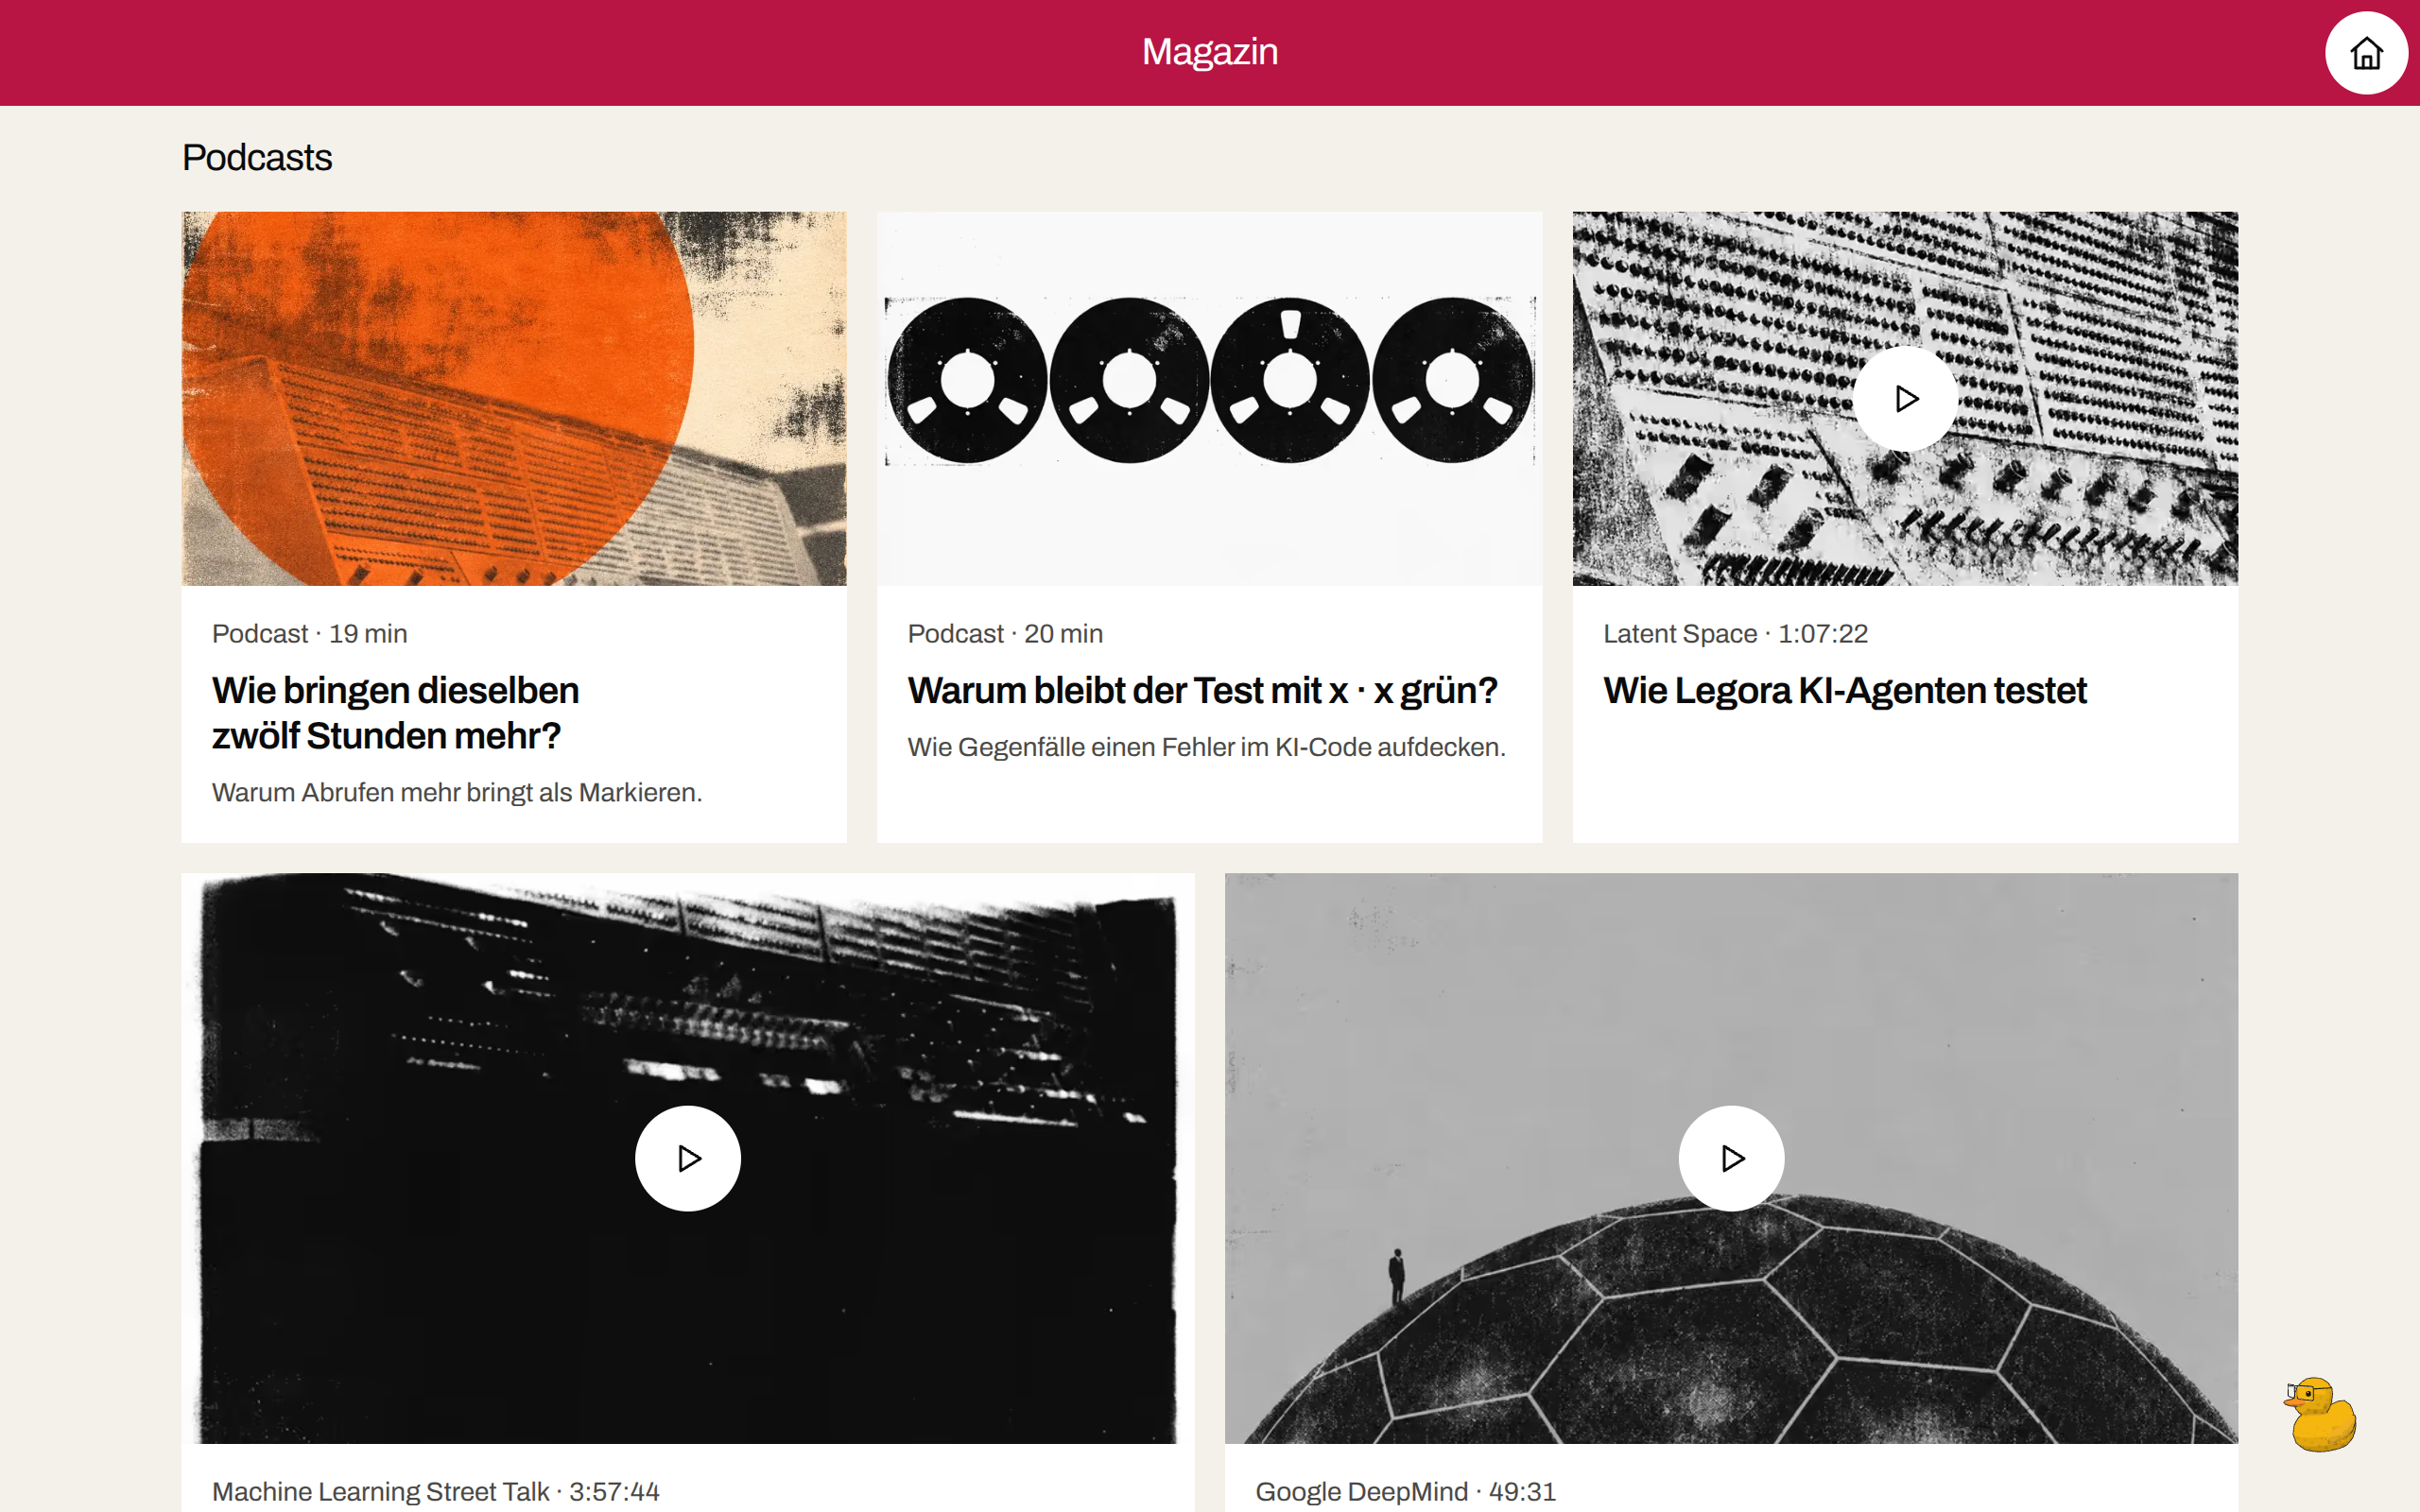 Magazin
Podcasts
Podcast · 19 min
Wie bringen dieselben
zwölf Stunden mehr?
Warum Abrufen mehr bringt als Markieren.
Podcast · 20 min
Warum bleibt der Test mit x · x grün?
Wie Gegenfälle einen Fehler im KI-Code aufdecken.
Latent Space · 1:07:22
Wie Legora KI-Agenten testet
Machine Learning Street Talk · 3:57:44
Google DeepMind · 49:31